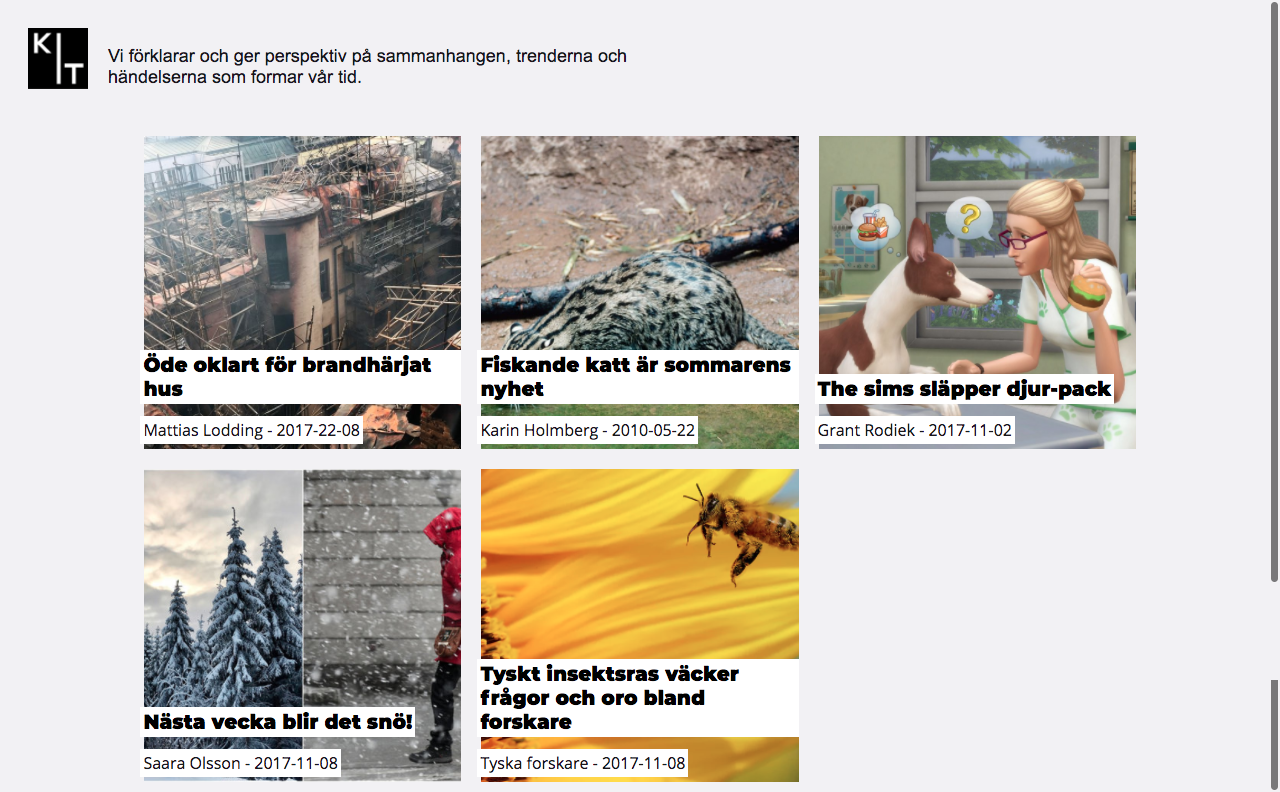 K
T
Vi förklarar och ger perspektiv på sammanhangen, trenderna och
händelserna som formar vår tid.
Öde oklart för brandhärjat
hus
Mattias Lodding - 2017-22-08
Fiskande katt är sommarens
nyhet
Karin Holmberg - 2010-05-22
?
The sims släpper djur-pack
Grant Rodiek - 2017-11-02
Nästa vecka blir det snö!
Saara Olsson - 2017-11-08
Tyskt insektsras väcker
frågor och oro bland
forskare
Tyska forskare - 2017-11-08